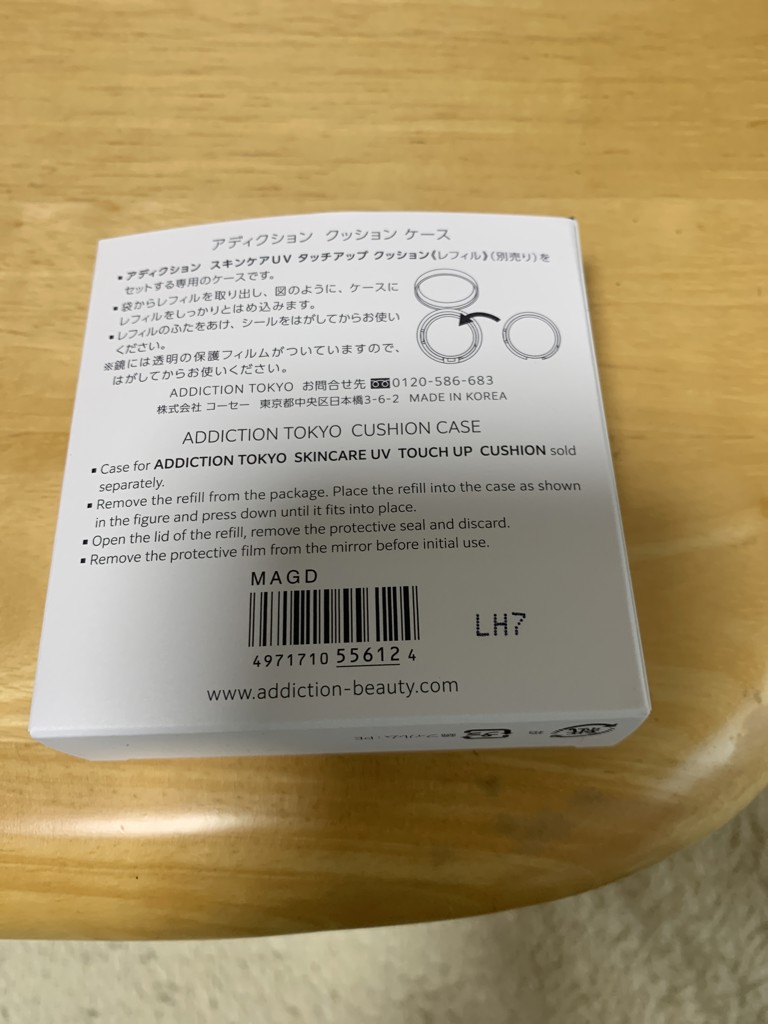 アディクション クッション ケース
▪アディクション スキンケアUV タッチアップ クッション《レフィル》(別売り)を
セットする専用のケースです。
▪袋からレフィルを取り出し、図のように、ケースに
レフィルをしっかりとはめ込みます。
▪レフィルのふたをあけ、シールをはがしてからお使い
ください。
※鏡には透明の保護フィルムがついていますので、
はがしてからお使いください。
ADDICTION TOKYO お問合せ先 0120-586-683
株式会社 コーセー 東京都中央区日本橋3-6-2 MADE IN KOREA
ADDICTION TOKYO CUSHION CASE
▪ Case for ADDICTION TOKYO SKINCARE UV TOUCH UP CUSHION sold
separately.
▪ Remove the refill from the package. Place the refill into the case as shown
in the figure and press down until it fits into place.
▪ Open the lid of the refill, remove the protective seal and discard.
▪ Remove the protective film from the mirror before initial use.
MAGD
LH7
4971710 55612 4
www.addiction-beauty.com